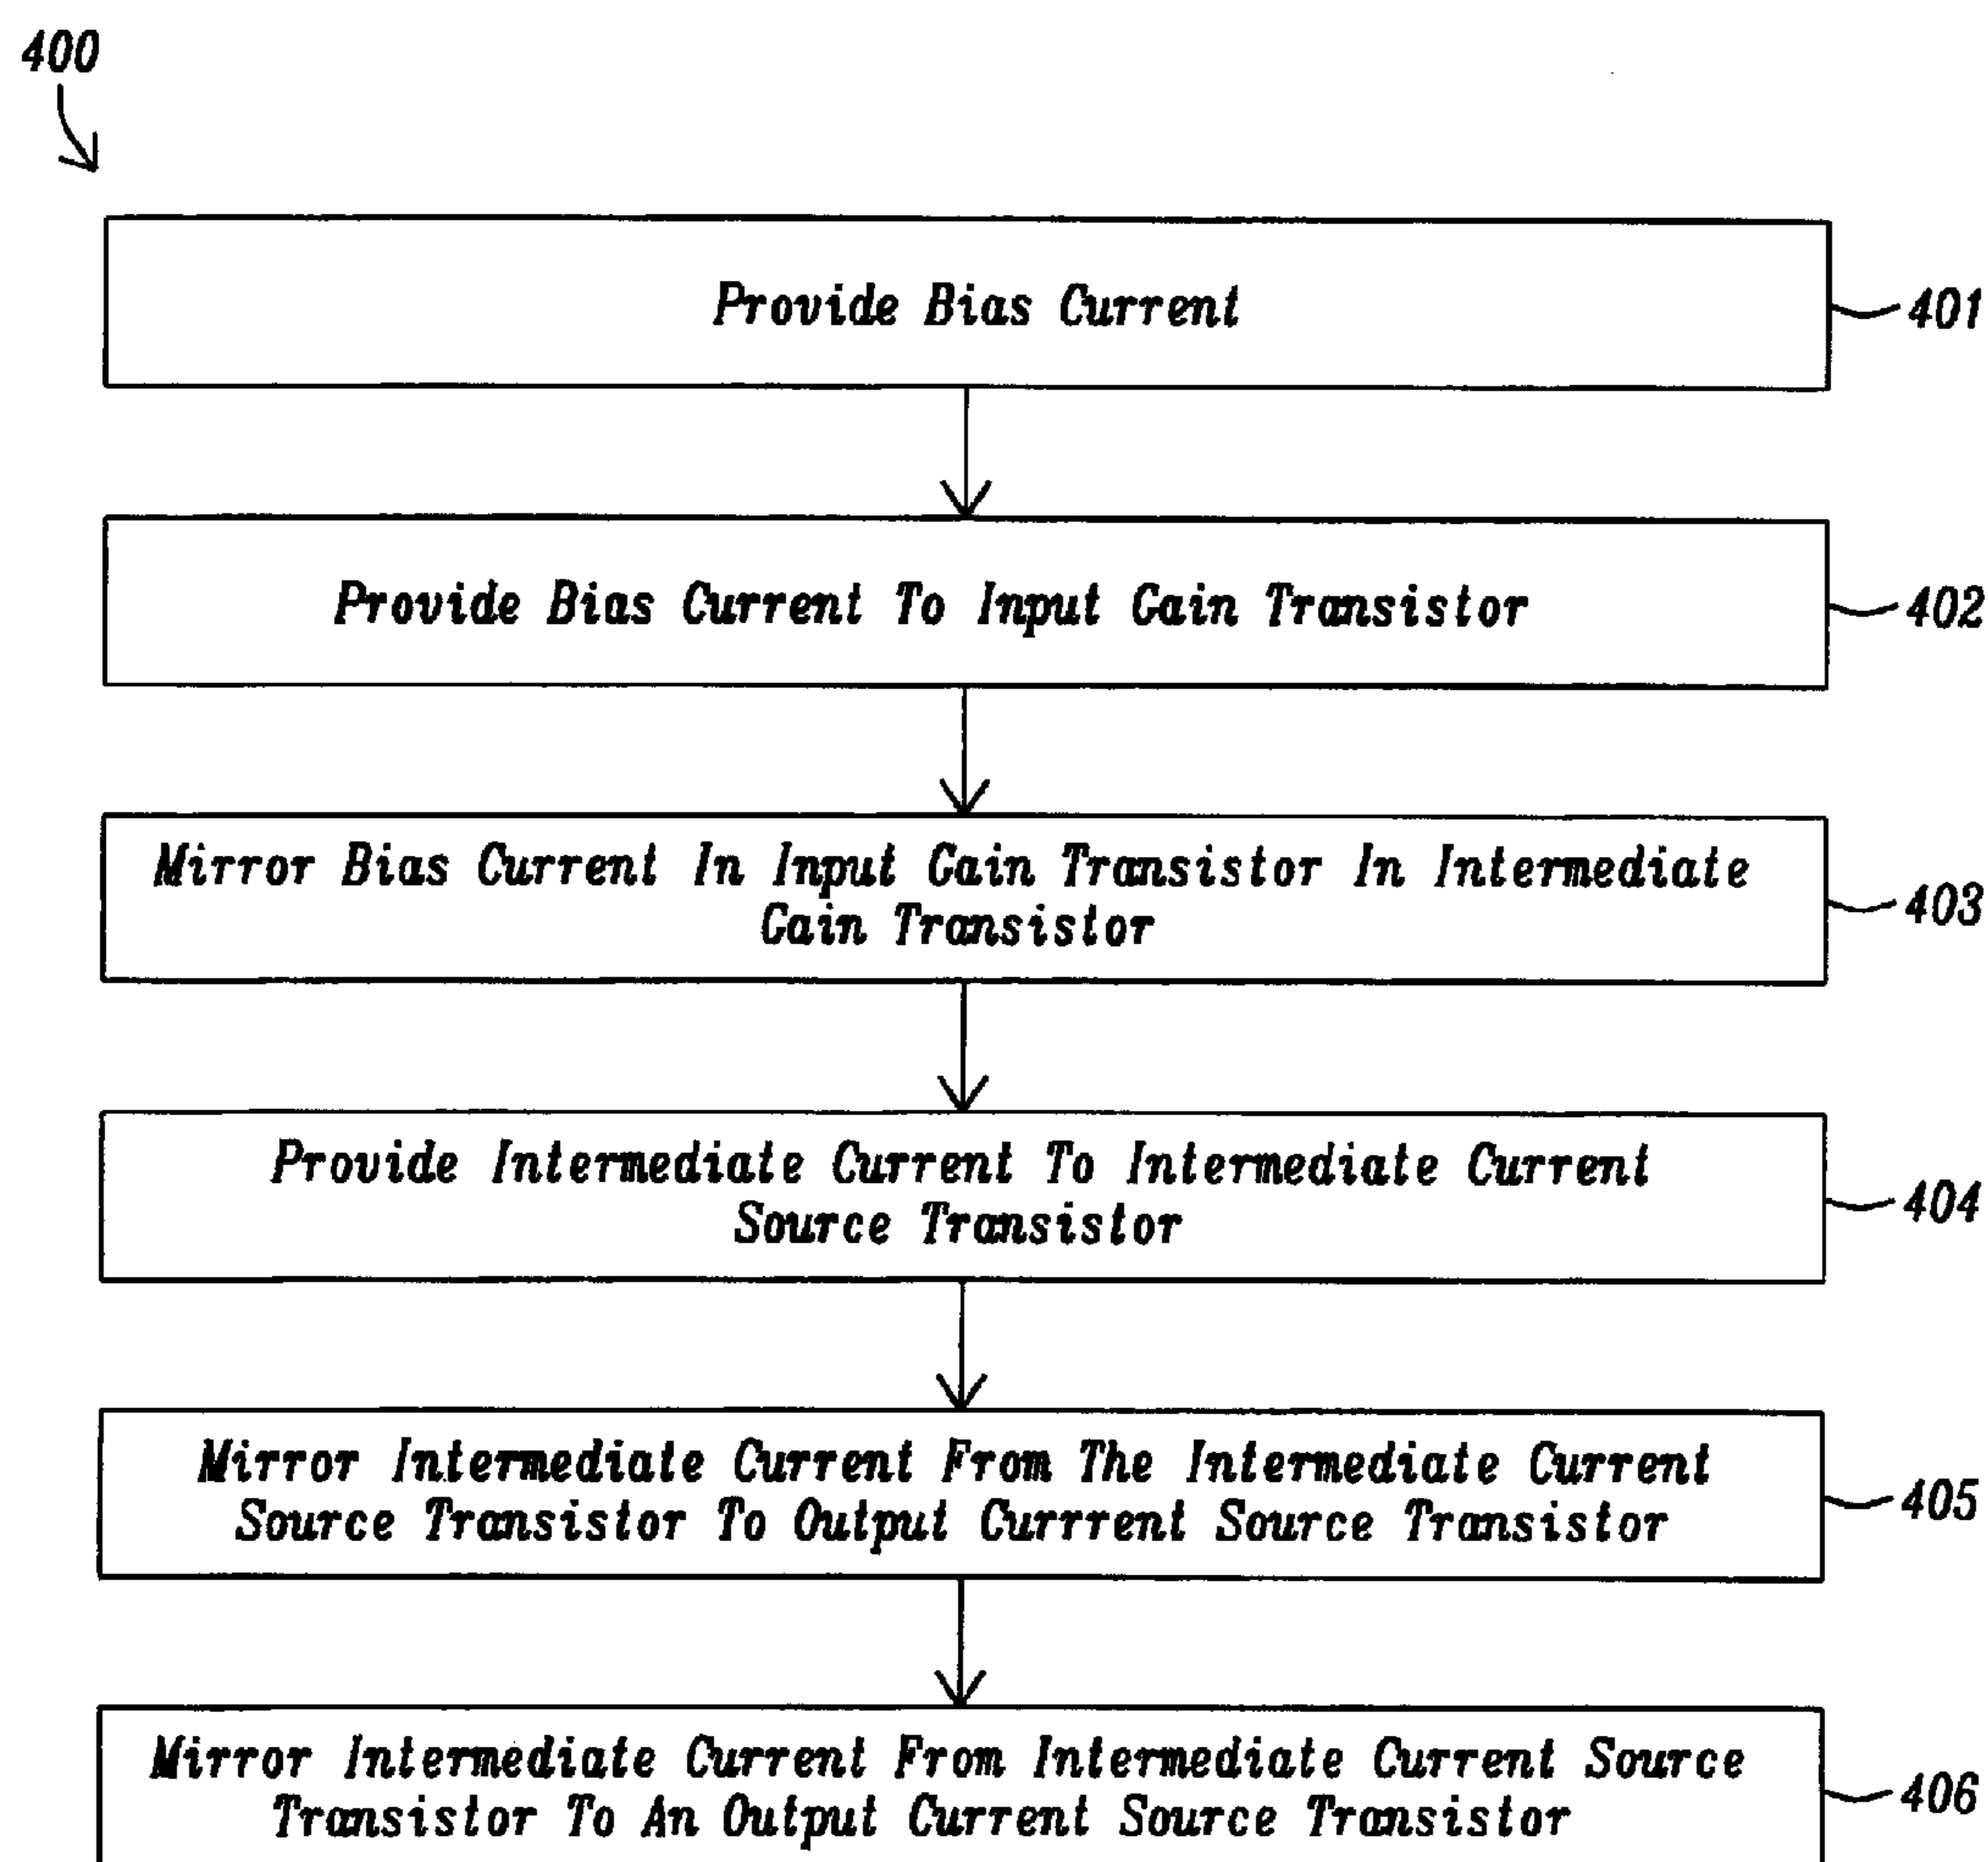 400
Provide Bias Current
401
Provide Bias Current To Input Gain Transistor
402
Mirror Bias Current In Input Gain Transistor In Intermediate
Gain Transistor
403
Provide Intermediate Current To Intermediate Current
Source Transistor
404
Mirror Intermediate Current From The Intermediate Current
Source Transistor To Output Currrent Source Transistor
405
Mirror Intermediate Current From Intermediate Current Source
Transistor To An Output Current Source Transistor
406